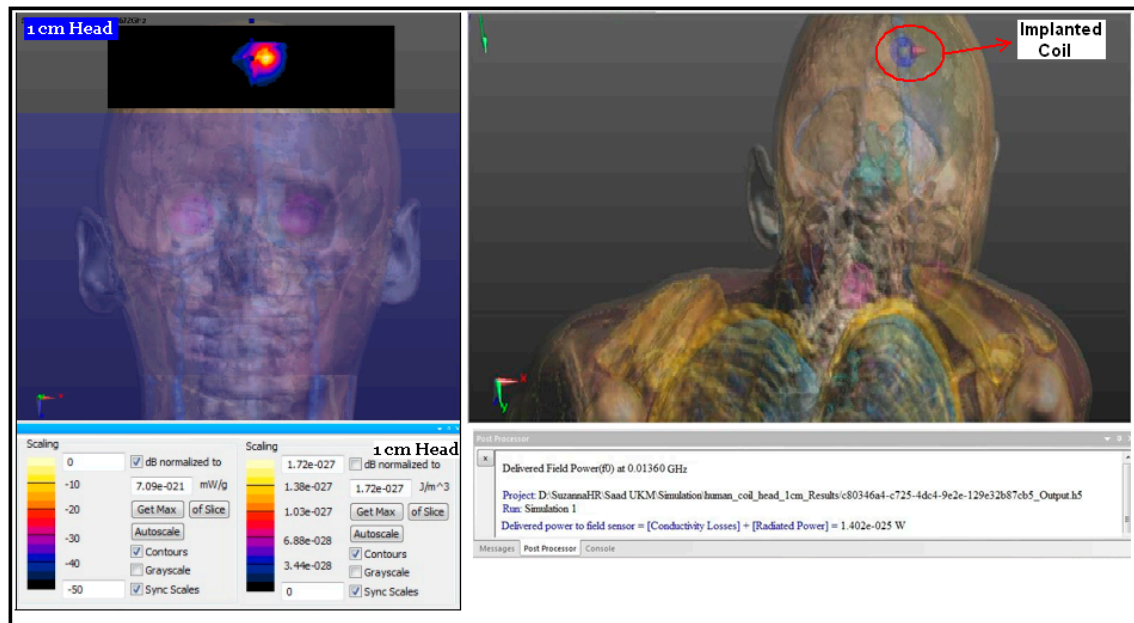 1 cm Head
Implanted
Coil
x
y
Scaling
0
-10
-20
-30
-40
-50
dB normalized to
7.09e-021 mW/g
Get Max of Slice
Autoscale
Contours
Grayscale
Sync Scales
1 cm Head
Scaling
1.72e-027
1.38e-027
1.03e-027
6.88e-028
3.44e-028
0
dB normalized to
1.72e-027 J/m^3
Get Max of Slice
Autoscale
Contours
Grayscale
Sync Scales
Post Processor
x
Delivered Field Power(f0) at 0.01360 GHz
Project: D:\SuzannaHR\Saad UKM\Simulation\human_coil_head_1cm_Results\c80346a4-c725-4dc4-9e2e-129e32b87cb5_Output.h5
Run: Simulation 1
Delivered power to field sensor = [Conductivity Losses] + [Radiated Power] = 1.402e-025 W
Messages Post Processor Console